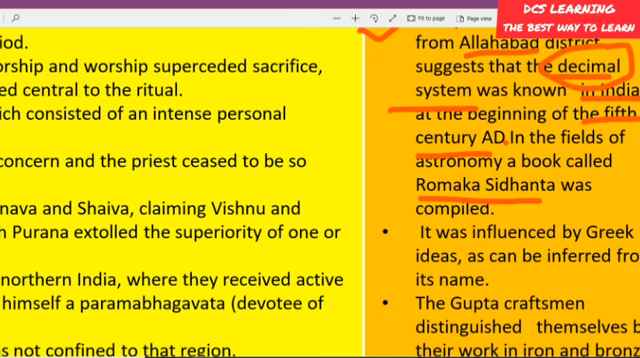 DCS LEARNING
THE BEST WAY TO LEARN
Fit to page
Page view
iod.
orship and worship superceded sacrifice,
ed central to the ritual.
ich consisted of an intense personal
concern and the priest ceased to be so
nava and Shaiva, claiming Vishnu and
h Purana extolled the superiority of one or
northern India, where they received active
himself a paramabhagavata (devotee of
as not confined to that region.
from Allahabad district
suggests that the decimal
system was known in India
at the beginning of the fifth
century AD.In the fields of
astronomy a book called
Romaka Sidhanta was
compiled.
• It was influenced by Greek
ideas, as can be inferred fro
its name.
• The Gupta craftsmen
distinguished themselves b
their work in iron and bronz